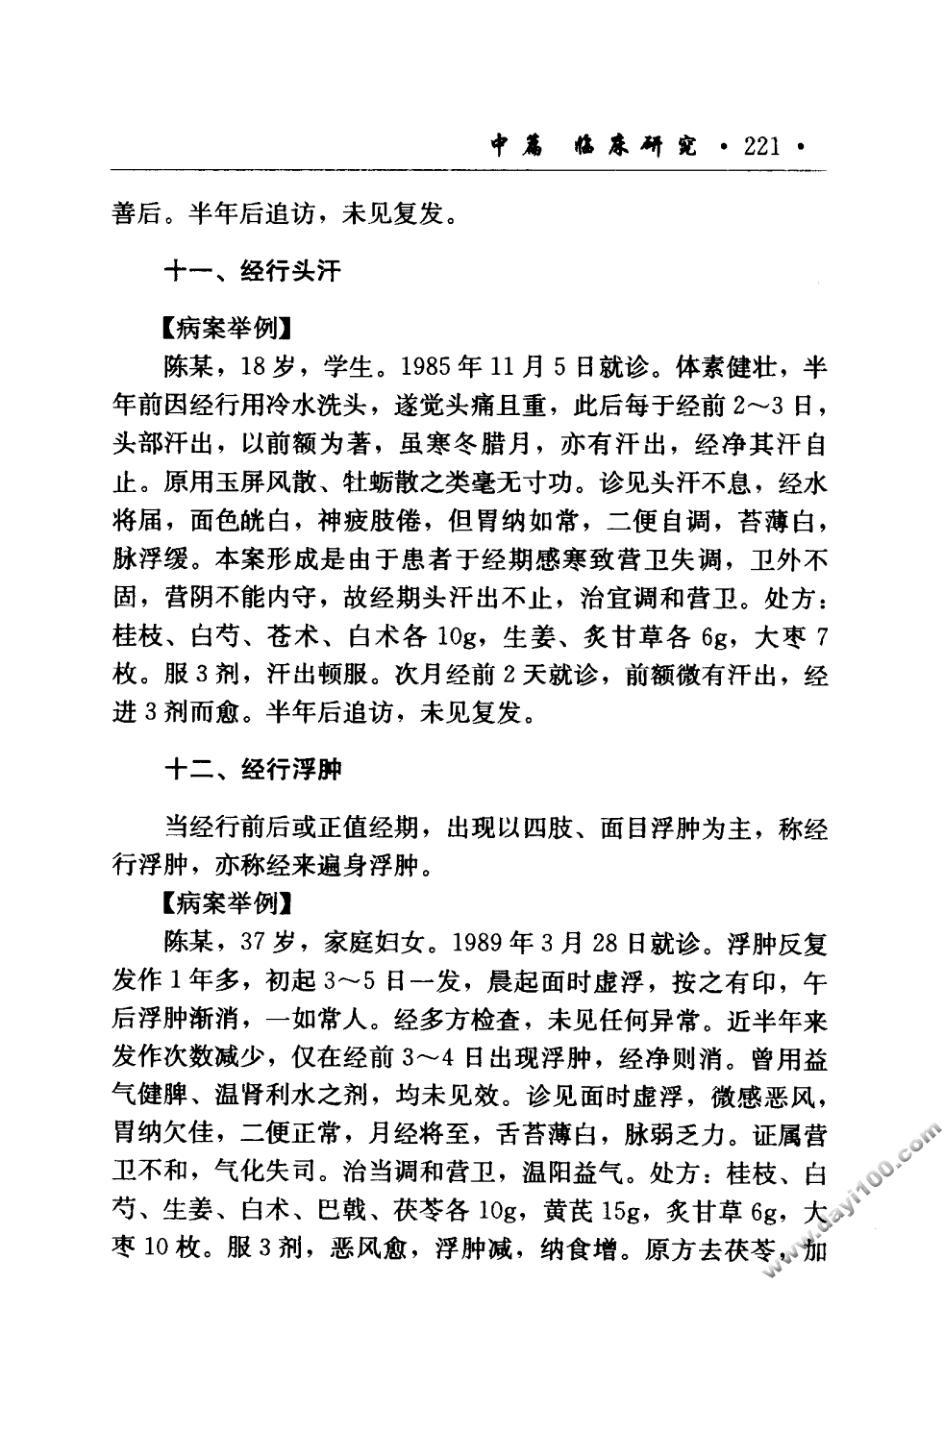 中篇 临床研究 · 221 ·
善后。半年后追访，未见复发。
十一、经行头汗
【病案举例】
陈某，18岁，学生。1985年11月5日就诊。体素健壮，半
年前因经行用冷水洗头，遂觉头痛且重，此后每于经前2～3日，
头部汗出，以前额为著，虽寒冬腊月，亦有汗出，经净其汗自
止。原用玉屏风散、牡蛎散之类毫无寸功。诊见头汗不息，经水
将届，面色㿠白，神疲肢倦，但胃纳如常，二便自调，苔薄白，
脉浮缓。本案形成是由于患者于经期感寒致营卫失调，卫外不
固，营阴不能内守，故经期头汗出不止，治宜调和营卫。处方：
桂枝、白芍、苍术、白术各10g，生姜、炙甘草各6g，大枣7
枚。服3剂，汗出顿服。次月经前2天就诊，前额微有汗出，经
进3剂而愈。半年后追访，未见复发。
十二、经行浮肿
当经行前后或正值经期，出现以四肢、面目浮肿为主，称经
行浮肿，亦称经来遍身浮肿。
【病案举例】
陈某，37岁，家庭妇女。1989年3月28日就诊。浮肿反复
发作1年多，初起3～5日一发，晨起面时虚浮，按之有印，午
后浮肿渐消，一如常人。经多方检查，未见任何异常。近半年来
发作次数减少，仅在经前3～4日出现浮肿，经净则消。曾用益
气健脾、温肾利水之剂，均未见效。诊见面时虚浮，微感恶风，
胃纳欠佳，二便正常，月经将至，舌苔薄白，脉弱乏力。证属营
卫不和，气化失司。治当调和营卫，温阳益气。处方：桂枝、白
芍、生姜、白术、巴戟、茯苓各10g，黄芪15g，炙甘草6g，大
枣10枚。服3剂，恶风愈，浮肿减，纳食增。原方去茯苓，加
www.dayi100.com